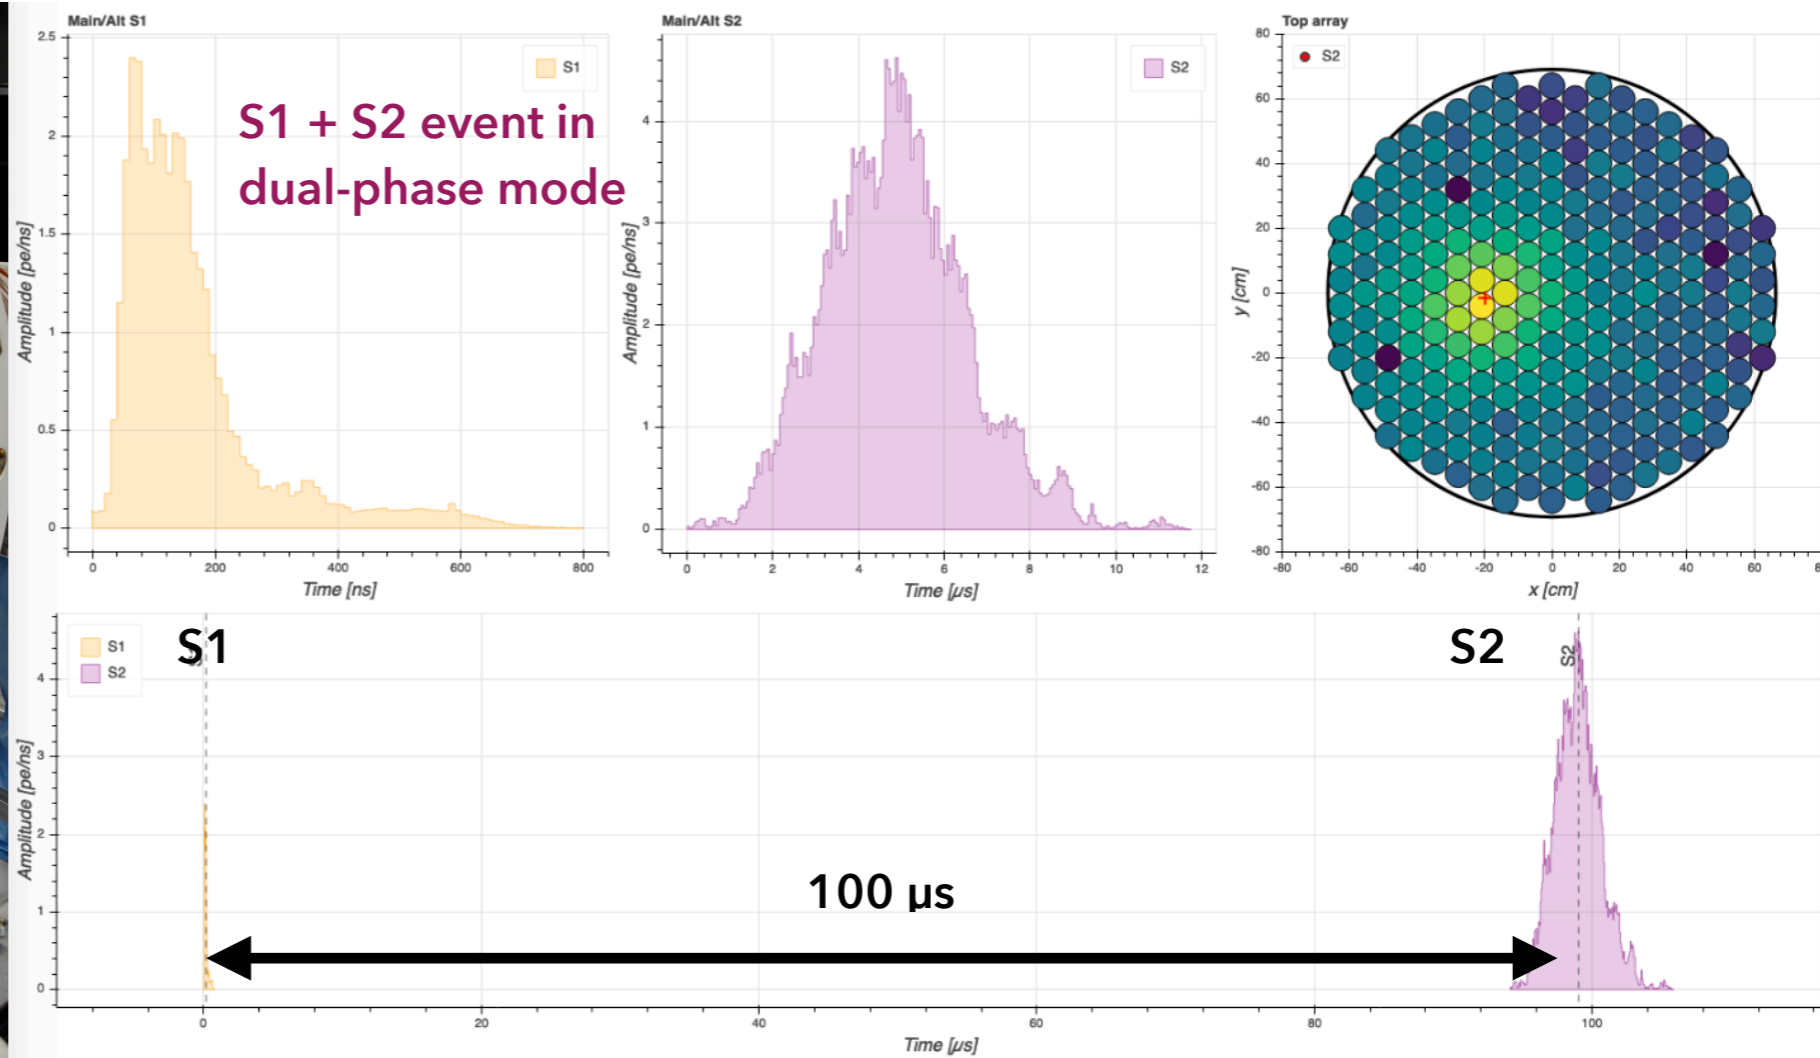 Main/Alt S1
2.5
2
1.5
1
0.5
0
Amplitude [pe/ns]
S1
S1 + S2 event in
dual-phase mode
0 200 400 600 800
Time [ns]
Main/Alt S2
4
3
2
1
0
Amplitude [pe/ns]
S2
0 2 4 6 8 10 12
Time [µs]
Top array
80
60
40
20
0
-20
-40
-60
-80
y [cm]
S2
-80 -60 -40 -20 0 20 40 60
x [cm]
S1
S2
S1
S2
S2
4
3
2
1
0
Amplitude [pe/ns]
100 µs
0 20 40 60 80 100
Time [µs]